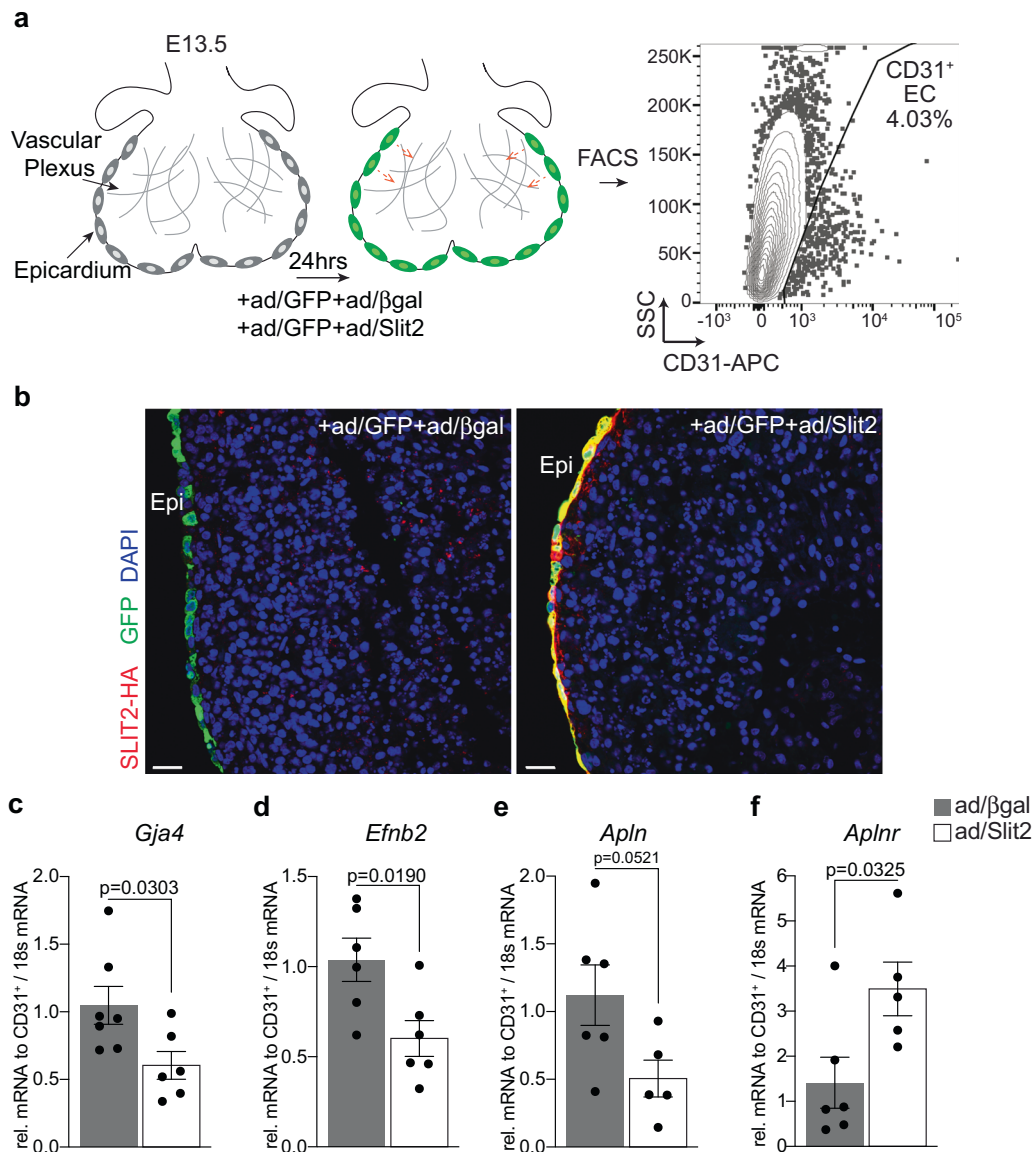 a
E13.5
Vascular
Plexus
Epicardium
24hrs
+ad/GFP+ad/βgal
+ad/GFP+ad/Slit2
FACS
250K
200K
150K
100K
50K
0
CD31⁺
EC
4.03%
SSC
-10³ 0 10³ 10⁴ 10⁵
CD31-APC
b
SLIT2-HA GFP DAPI
+ad/GFP+ad/βgal
Epi
+ad/GFP+ad/Slit2
Epi
c
Gja4
rel. mRNA to CD31⁺ / 18s mRNA
2.0
1.5
1.0
0.5
0.0
p=0.0303
d
Efnb2
rel. mRNA to CD31⁺ / 18s mRNA
1.5
1.0
0.5
0.0
p=0.0190
e
Apln
rel. mRNA to CD31⁺ / 18s mRNA
2.0
1.5
1.0
0.5
0.0
p=0.0521
f
Aplnr
rel. mRNA to CD31⁺ / 18s mRNA
6
5
4
3
2
1
0
p=0.0325
ad/βgal
ad/Slit2